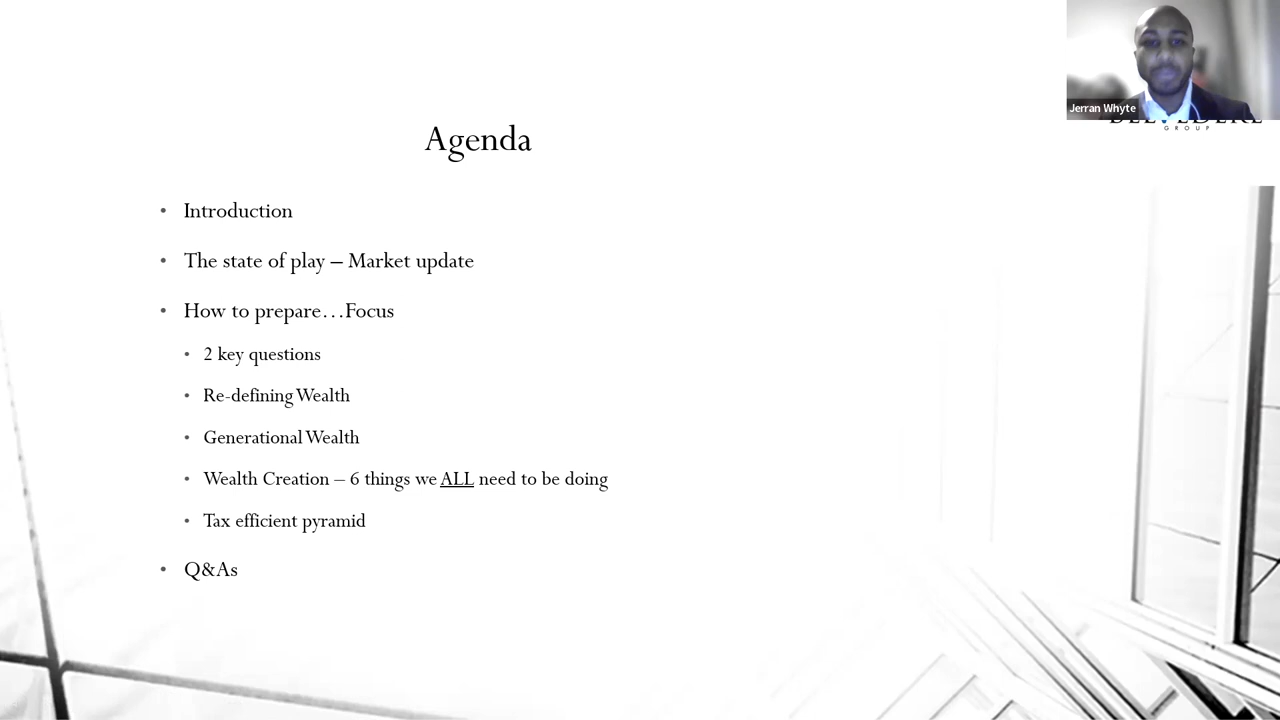 Jerran Whyte
GROUP
Agenda
• Introduction
• The state of play – Market update
• How to prepare…Focus
• 2 key questions
• Re-defining Wealth
• Generational Wealth
• Wealth Creation – 6 things we ALL need to be doing
• Tax efficient pyramid
• Q&As